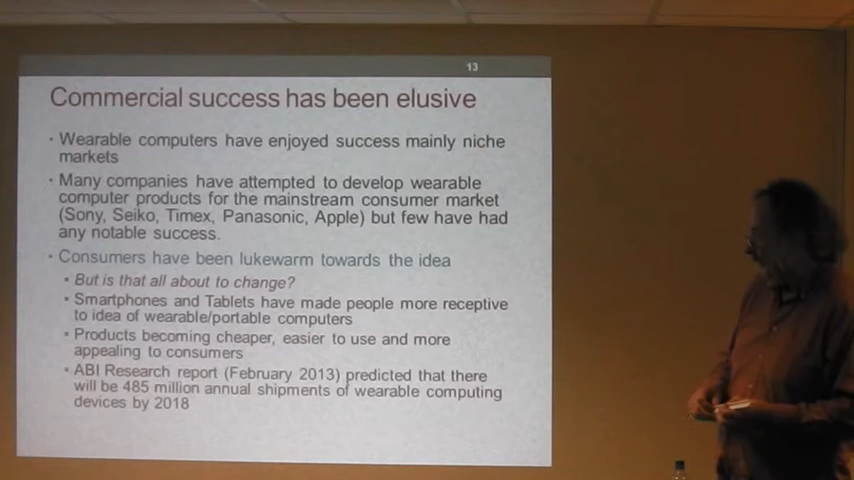 13
Commercial success has been elusive
• Wearable computers have enjoyed success mainly niche
markets
• Many companies have attempted to develop wearable
computer products for the mainstream consumer market
(Sony, Seiko, Timex, Panasonic, Apple) but few have had
any notable success.
• Consumers have been lukewarm towards the idea
• But is that all about to change?
• Smartphones and Tablets have made people more receptive
to idea of wearable/portable computers
• Products becoming cheaper, easier to use and more
appealing to consumers
• ABI Research report (February 2013) predicted that there
will be 485 million annual shipments of wearable computing
devices by 2018